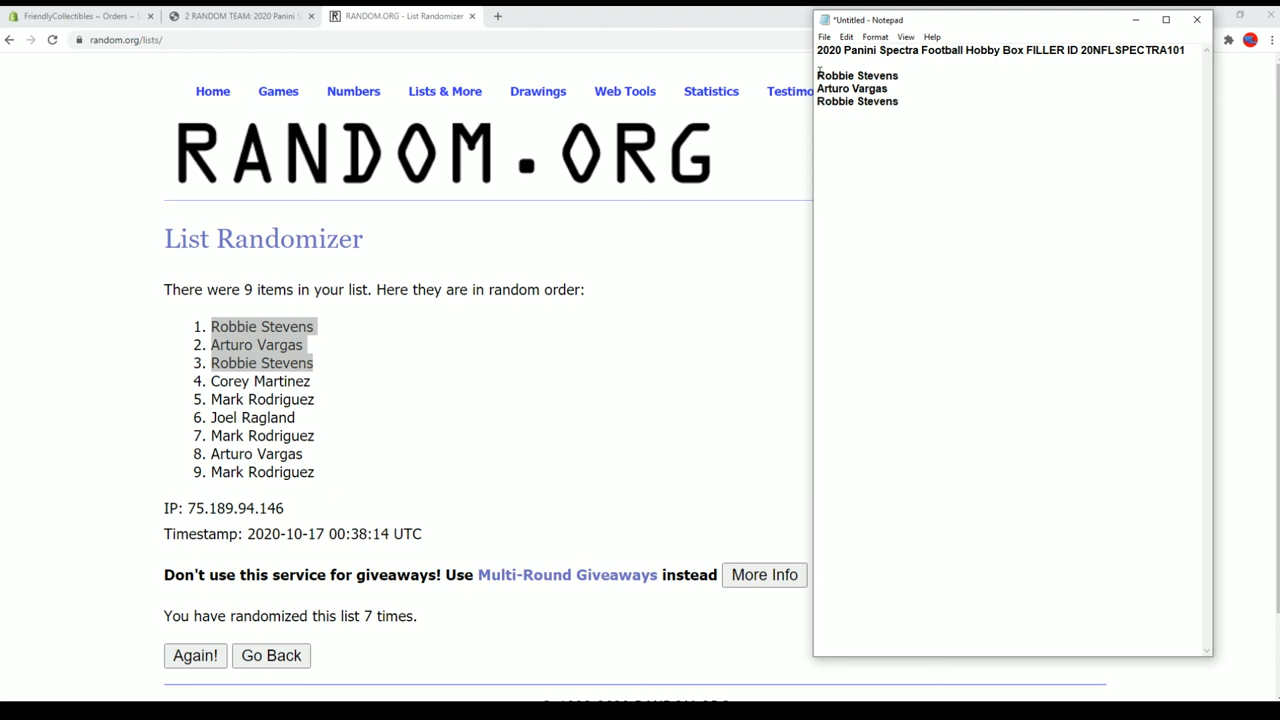 FriendlyCollectibles ~ Orders ~ S
2 RANDOM TEAM: 2020 Panini S
RANDOM.ORG - List Randomizer
random.org/lists/
*Untitled - Notepad
File Edit Format View Help
2020 Panini Spectra Football Hobby Box FILLER ID 20NFLSPECTRA101
Robbie Stevens
Arturo Vargas
Robbie Stevens
Home Games Numbers Lists & More Drawings Web Tools Statistics Testimo
RANDOM.ORG
List Randomizer
There were 9 items in your list. Here they are in random order:
1. Robbie Stevens
2. Arturo Vargas
3. Robbie Stevens
4. Corey Martinez
5. Mark Rodriguez
6. Joel Ragland
7. Mark Rodriguez
8. Arturo Vargas
9. Mark Rodriguez
IP: 75.189.94.146
Timestamp: 2020-10-17 00:38:14 UTC
Don't use this service for giveaways! Use Multi-Round Giveaways instead More Info
You have randomized this list 7 times.
Again! Go Back